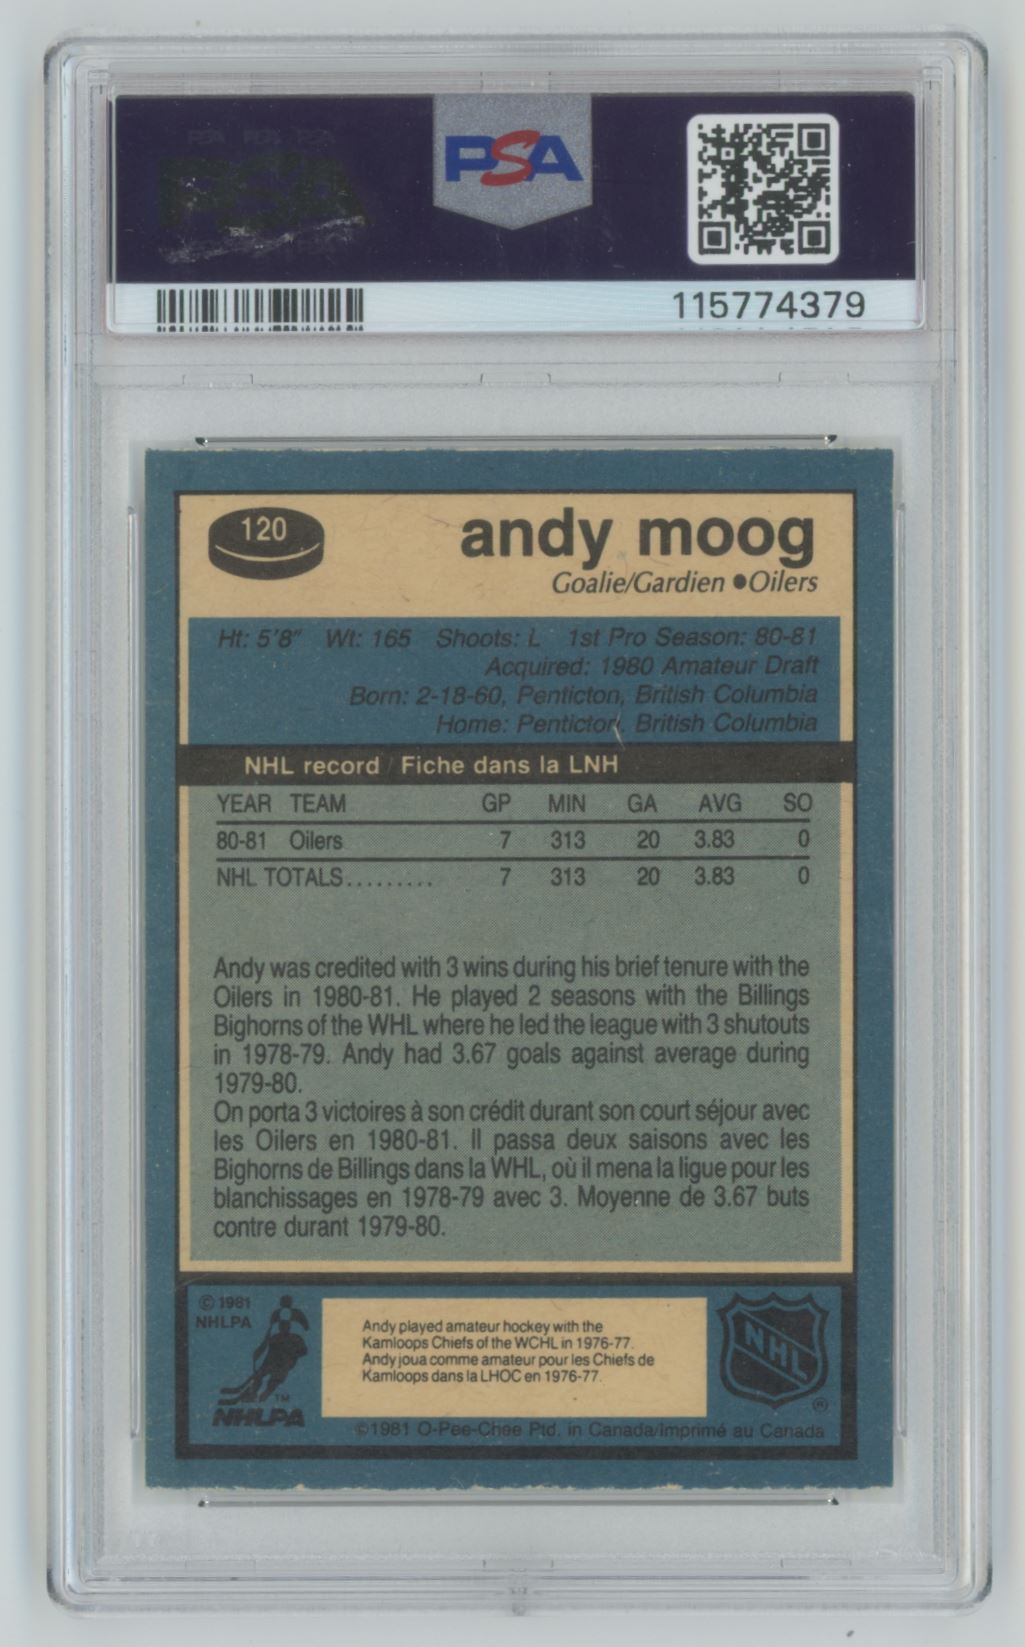 PSA PSA PSA
PSA
PSA
115774379
120
andy moog
Goalie/Gardien ●Oilers
Ht: 5'8" Wt: 165 Shoots: L 1st Pro Season: 80-81
Acquired: 1980 Amateur Draft
Born: 2-18-60, Penticton, British Columbia
Home: Penticton, British Columbia
NHL record / Fiche dans la LNH
YEAR TEAM GP MIN GA AVG SO
80-81 Oilers 7 313 20 3.83 0
NHL TOTALS......... 7 313 20 3.83 0
Andy was credited with 3 wins during his brief tenure with the
Oilers in 1980-81. He played 2 seasons with the Billings
Bighorns of the WHL where he led the league with 3 shutouts
in 1978-79. Andy had 3.67 goals against average during
1979-80.
On porta 3 victoires à son crédit durant son court séjour avec
les Oilers en 1980-81. Il passa deux saisons avec les
Bighorns de Billings dans la WHL, où il mena la ligue pour les
blanchissages en 1978-79 avec 3. Moyenne de 3.67 buts
contre durant 1979-80.
© 1981
NHLPA
TM
NHLPA
Andy played amateur hockey with the
Kamloops Chiefs of the WCHL in 1976-77.
Andy joua comme amateur pour les Chiefs de
Kamloops dans la LHOC en 1976-77.
NHL
®
©1981 O-Pee-Chee Ptd. in Canada/Imprimé au Canada